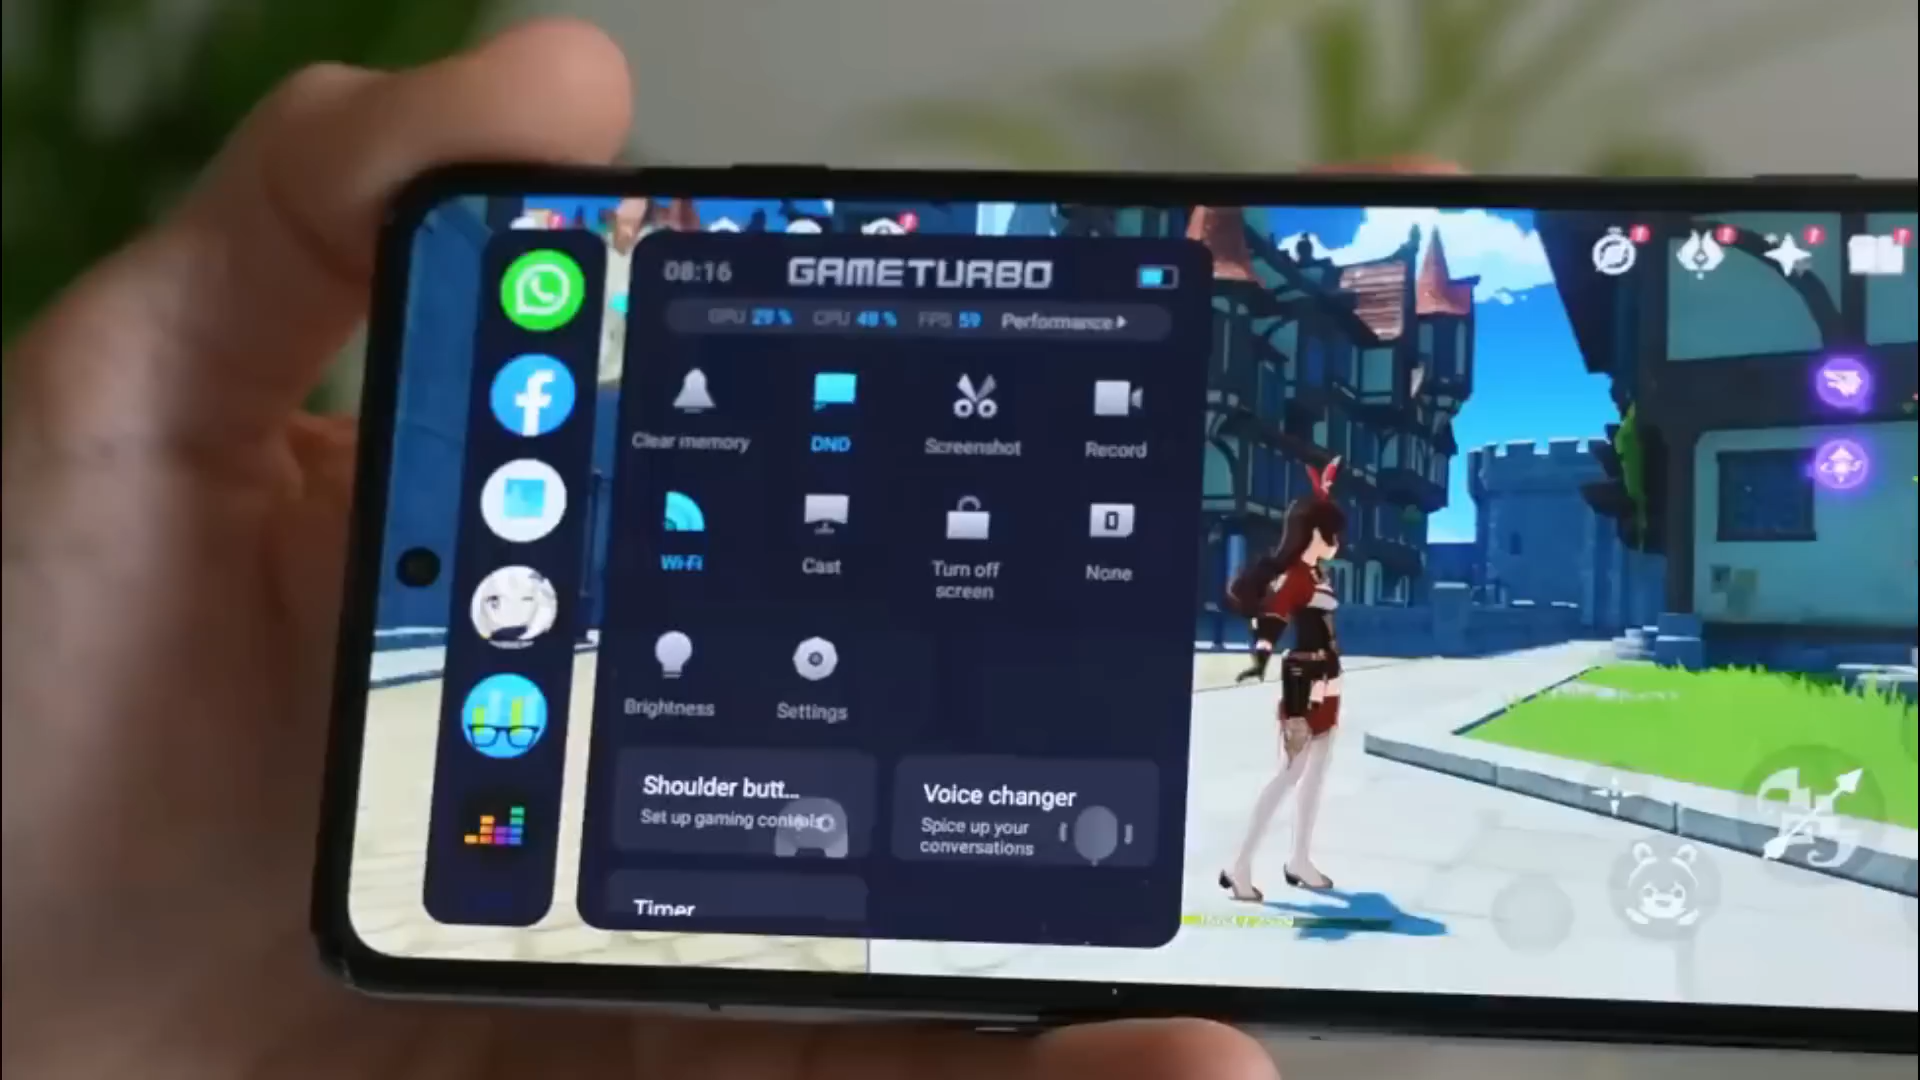 08:16 GAMETURBO
GPU 29 % CPU 48 % FPS 59 Performance
Clear memory DND Screenshot Record
Wi-Fi Cast Turn off screen None
Brightness Settings
Shoulder butt...
Set up gaming controls
Voice changer
Spice up your
conversations
Timer